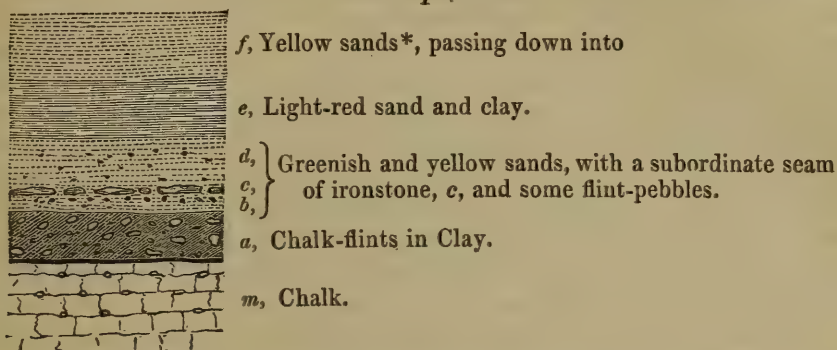 f, Yellow sands*, passing down into
e, Light-red sand and clay.
d, Greenish and yellow sands, with a subordinate seam
c, of ironstone, c, and some flint-pebbles.
b,
a, Chalk-flints in Clay.
m, Chalk.